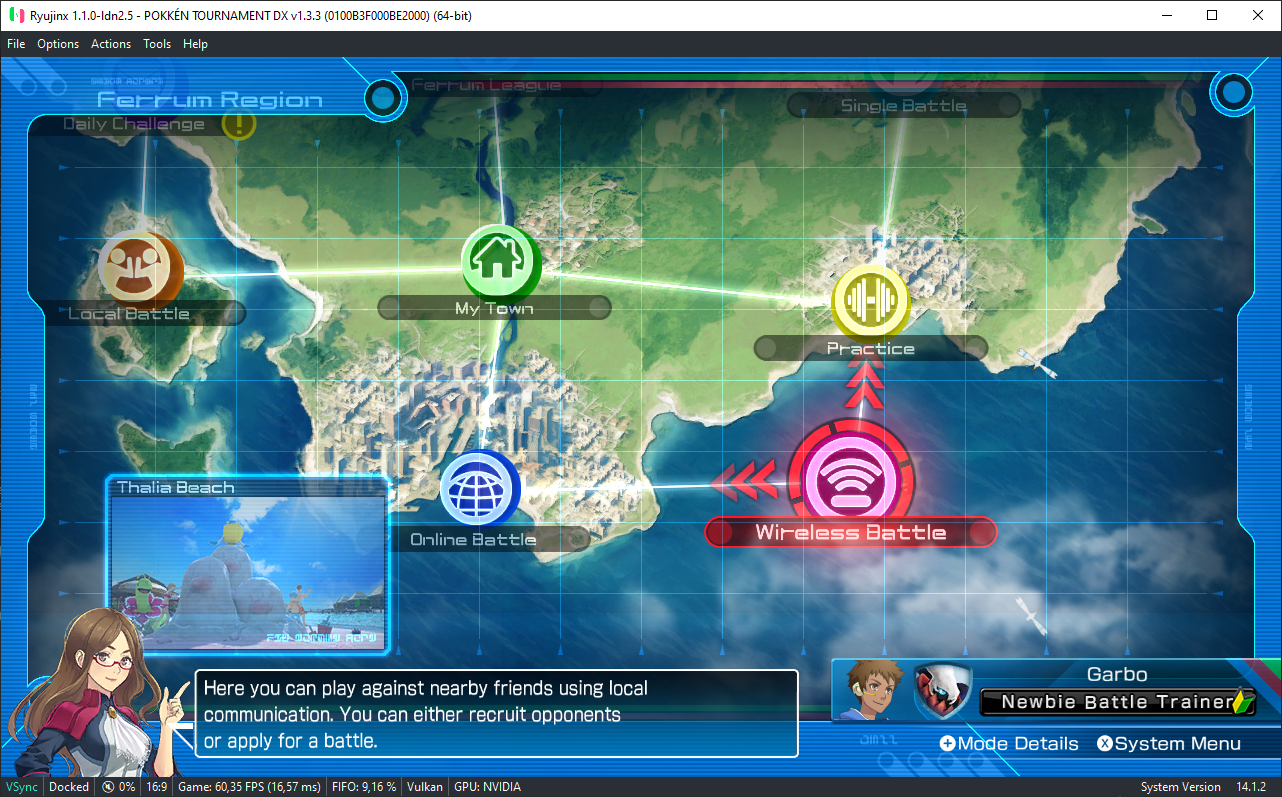 Ryujinx 1.1.0-ldn2.5 - POKKÉN TOURNAMENT DX v1.3.3 (0100B3F000BE2000) (64-bit)
File Options Actions Tools Help
Ferrum Region
Ferrum League
Single Battle
Daily Challenge
Local Battle
My Town
Practice
Thalia Beach
Online Battle
Wireless Battle
Here you can play against nearby friends using local
communication. You can either recruit opponents
or apply for a battle.
Garbo
Newbie Battle Trainer
+Mode Details XSystem Menu
VSync Docked 0% 16:9 Game: 60,35 FPS (16,57 ms) FIFO: 9,16 % Vulkan GPU: NVIDIA System Version 14.1.2